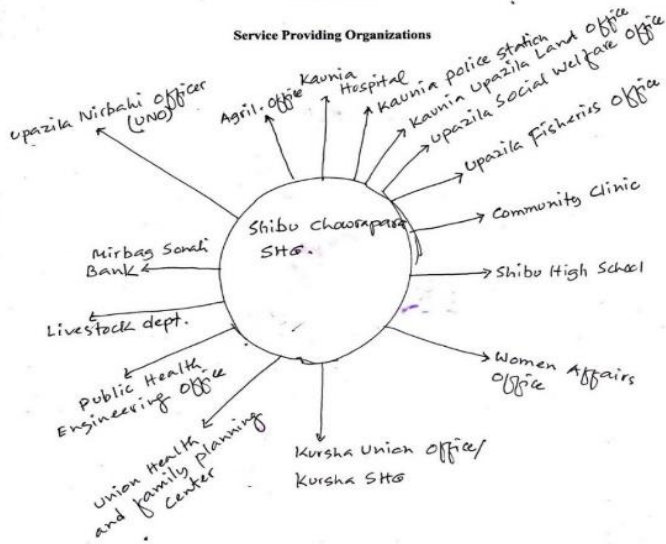 Service Providing Organizations
Upazila Nirbahi Officer
(UNO)
Agril. Office
Kaunia
Hospital
Kaunia police station
Kaunia Upazila Land Office
Upazila Social Welfare Office
Upazila Fisheries Office
Community Clinic
Shibu High School
Women Affairs
Office
Kursha Union Office/
Kursha SHG
Union Health
and family planning
center
Public Health
Engineering Office
Livestock dept.
Mirbag Sonali
Bank
Shibu Chowrapara
SHG.